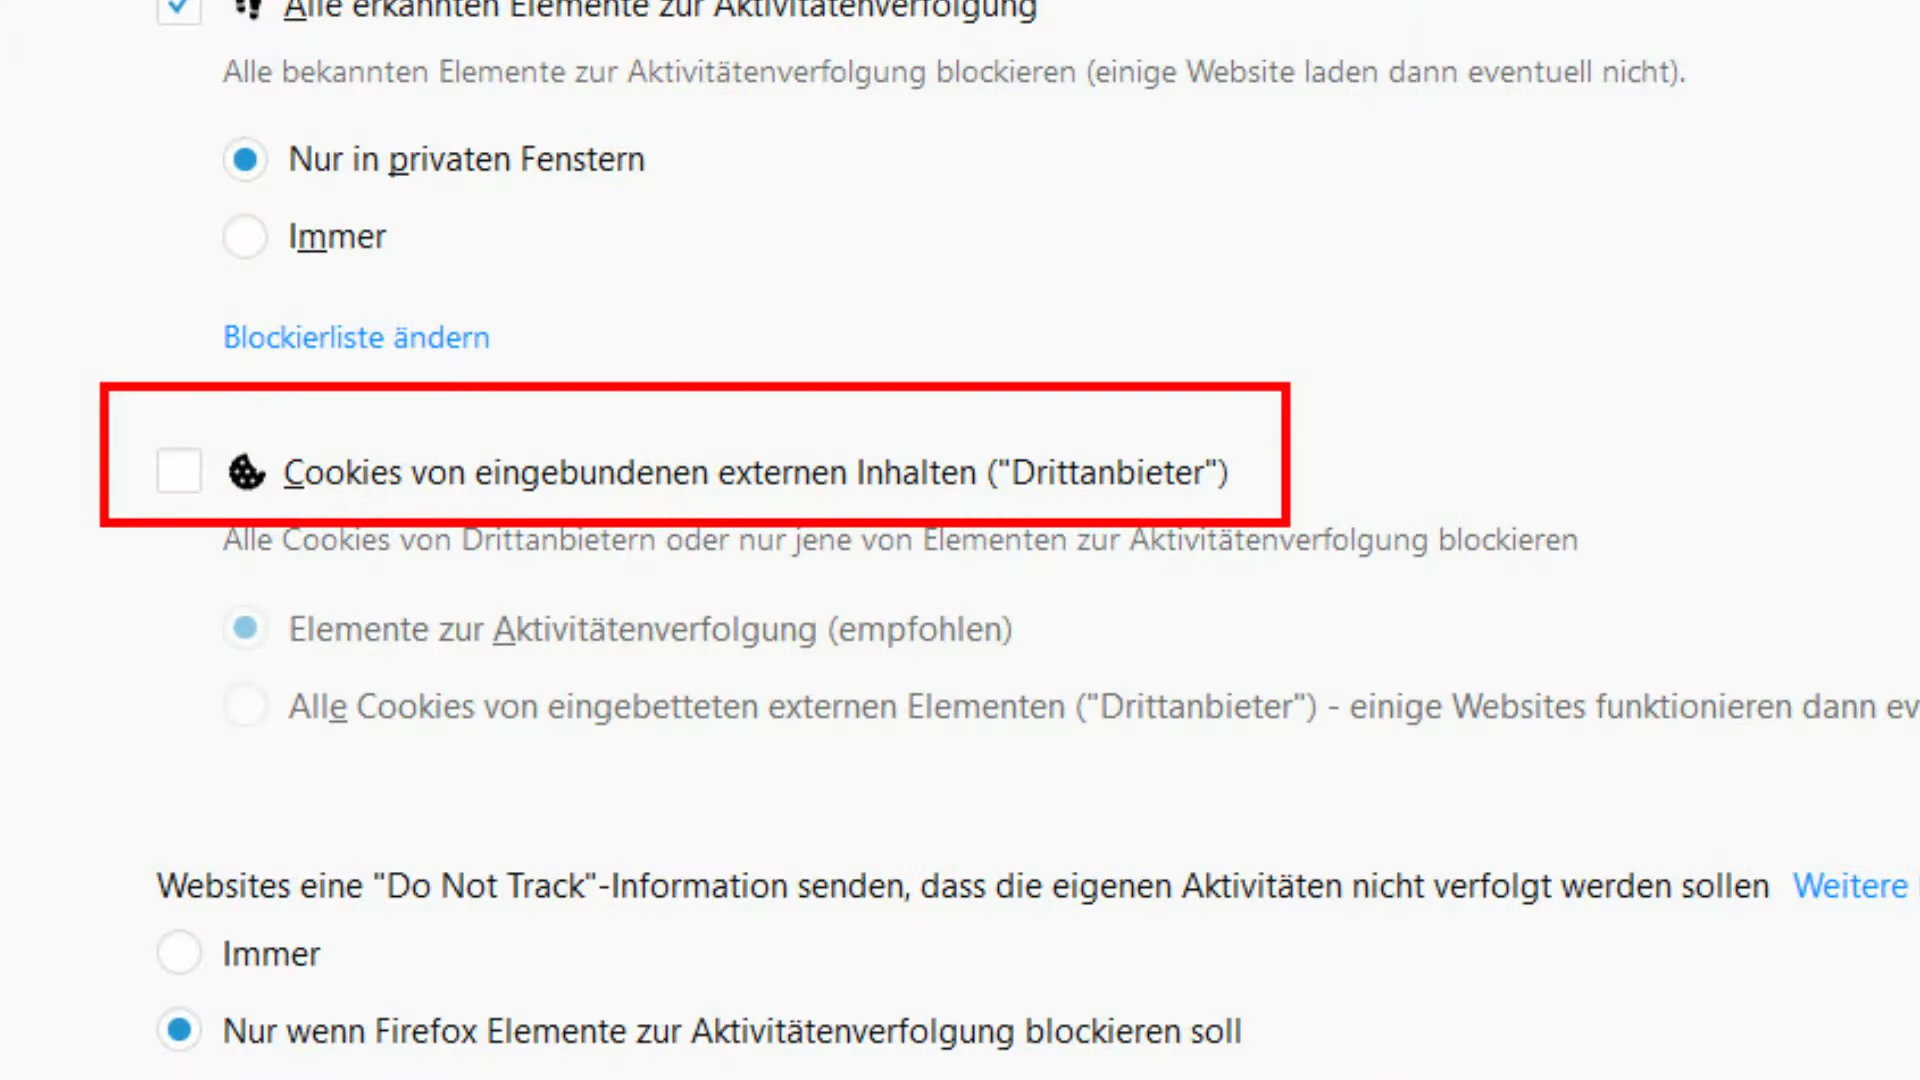 Alle erkannten Elemente zur Aktivitätenverfolgung
Alle bekannten Elemente zur Aktivitätenverfolgung blockieren (einige Website laden dann eventuell nicht).
Nur in privaten Fenstern
Immer
Blockierliste ändern
Cookies von eingebundenen externen Inhalten ("Drittanbieter")
Alle Cookies von Drittanbietern oder nur jene von Elementen zur Aktivitätenverfolgung blockieren
Elemente zur Aktivitätenverfolgung (empfohlen)
Alle Cookies von eingebetteten externen Elementen ("Drittanbieter") - einige Websites funktionieren dann
Websites eine "Do Not Track"-Information senden, dass die eigenen Aktivitäten nicht verfolgt werden sollen Weitere
Immer
Nur wenn Firefox Elemente zur Aktivitätenverfolgung blockieren soll